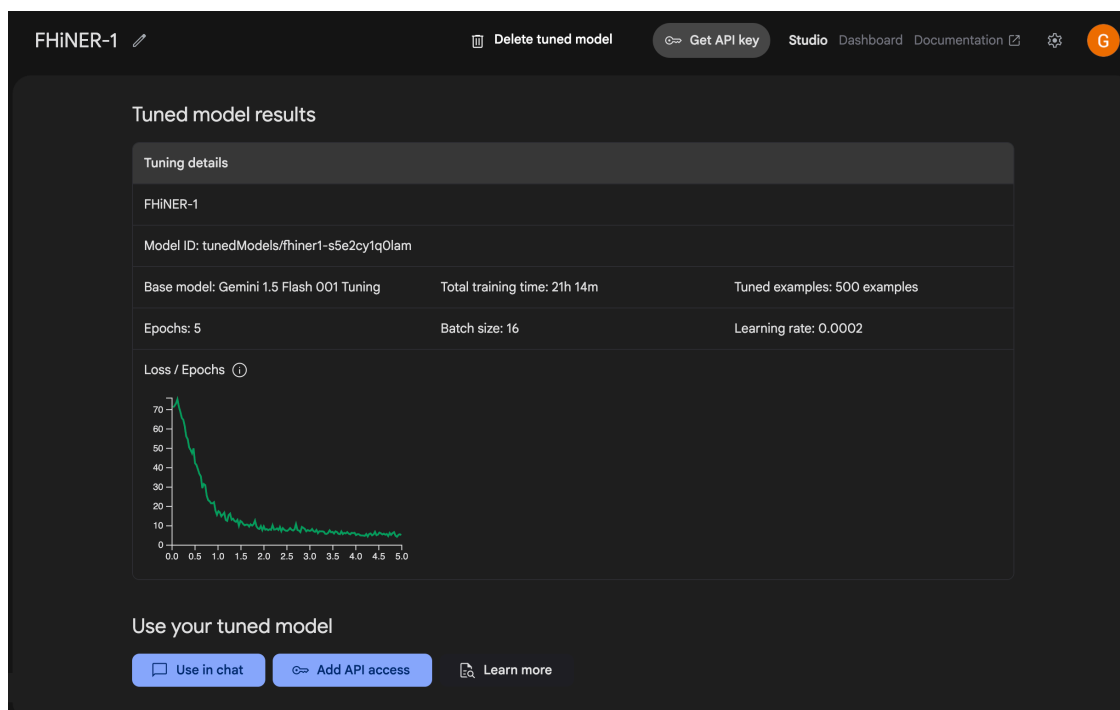 FHiNER-1
Delete tuned model
Get API key
Studio
Dashboard
Documentation
G
Tuned model results
Tuning details
FHiNER-1
Model ID: tunedModels/fhiner1-s5e2cy1q0lam
Base model: Gemini 1.5 Flash 001 Tuning
Total training time: 21h 14m
Tuned examples: 500 examples
Epochs: 5
Batch size: 16
Learning rate: 0.0002
Loss / Epochs
70
60
50
40
30
20
10
0
0.0 0.5 1.0 1.5 2.0 2.5 3.0 3.5 4.0 4.5 5.0
Use your tuned model
Use in chat
Add API access
Learn more